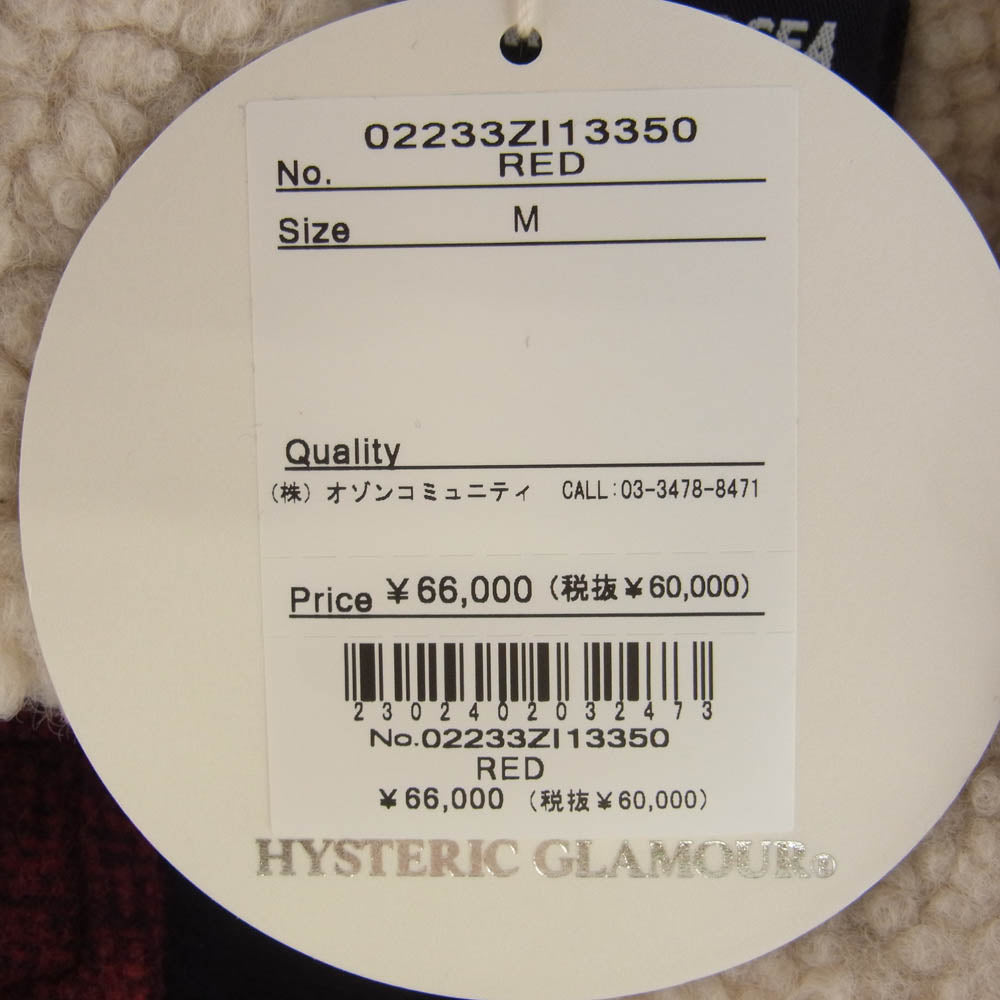 02233ZI13350
No. RED
Size M
Quality
(株) オゾンコミュニティ CALL:03-3478-8471
Price ¥66,000 (税抜¥60,000)
2302402032473
No.02233ZI13350
RED
¥66,000 (税抜¥60,000)
HYSTERIC GLAMOUR®